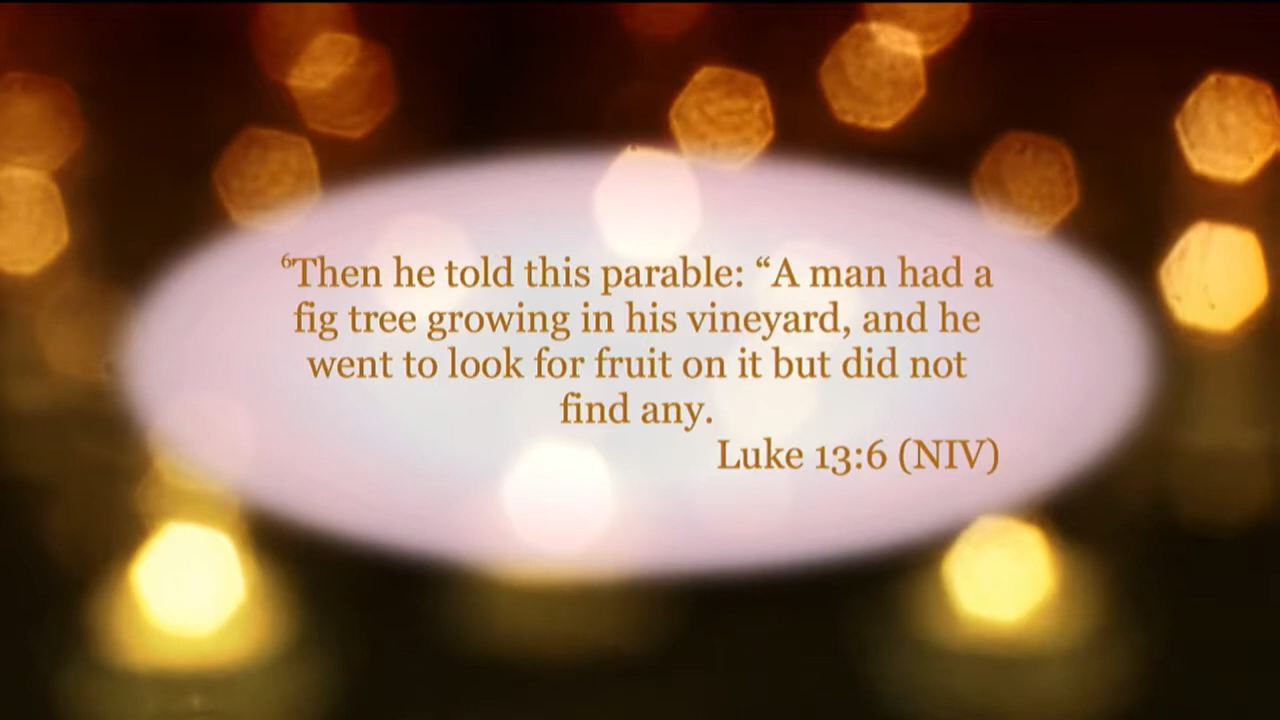 ⁶Then he told this parable: “A man had a
fig tree growing in his vineyard, and he
went to look for fruit on it but did not
find any.
Luke 13:6 (NIV)